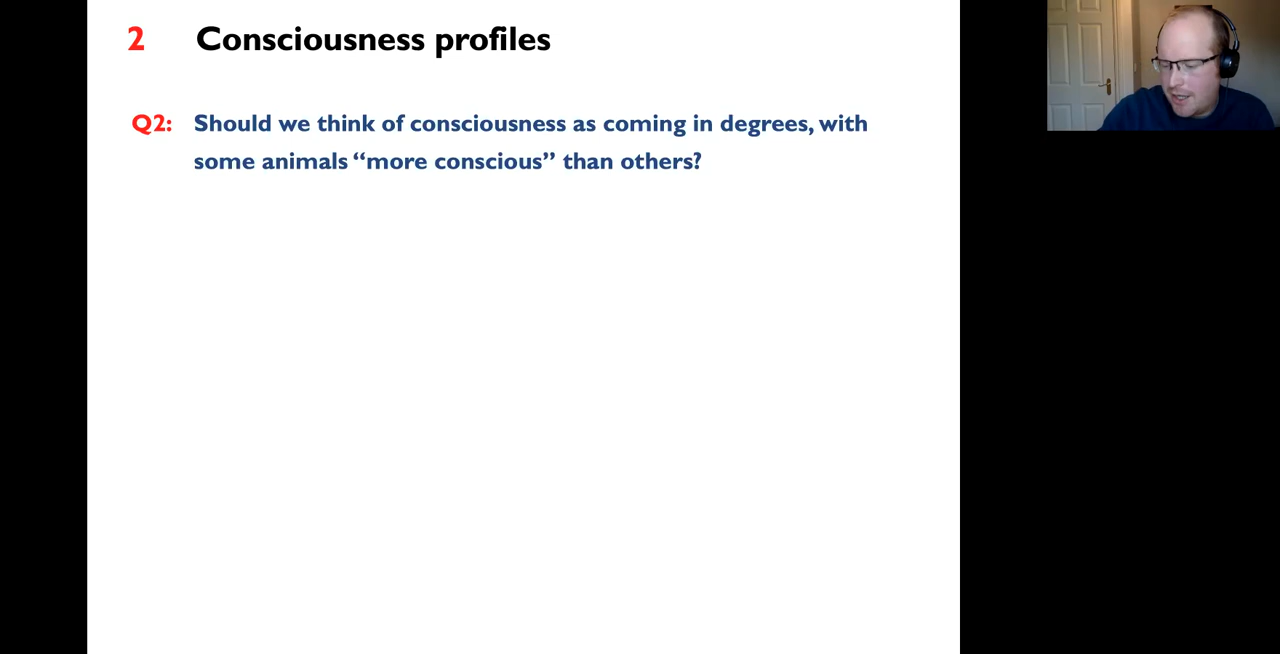 2 Consciousness profiles
Q2: Should we think of consciousness as coming in degrees, with
some animals “more conscious” than others?